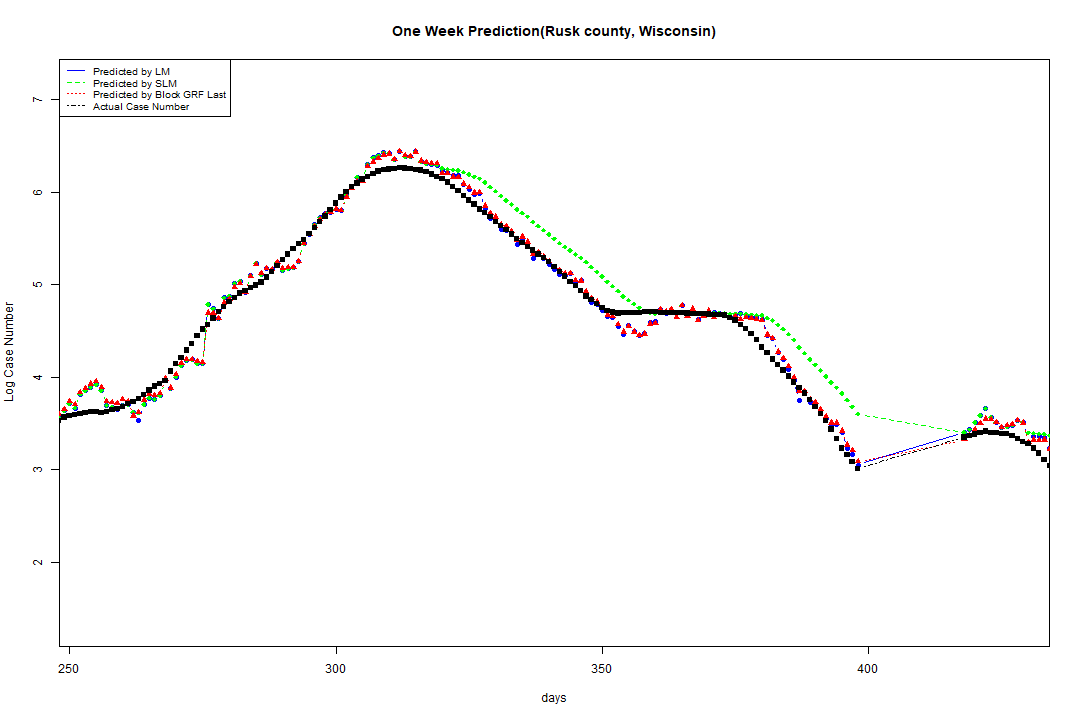 One Week Prediction(Rusk county, Wisconsin)
Predicted by LM
Predicted by SLM
Predicted by Block GRF Last
Actual Case Number
7
6
5
4
3
2
Log Case Number
250 300 350 400
days